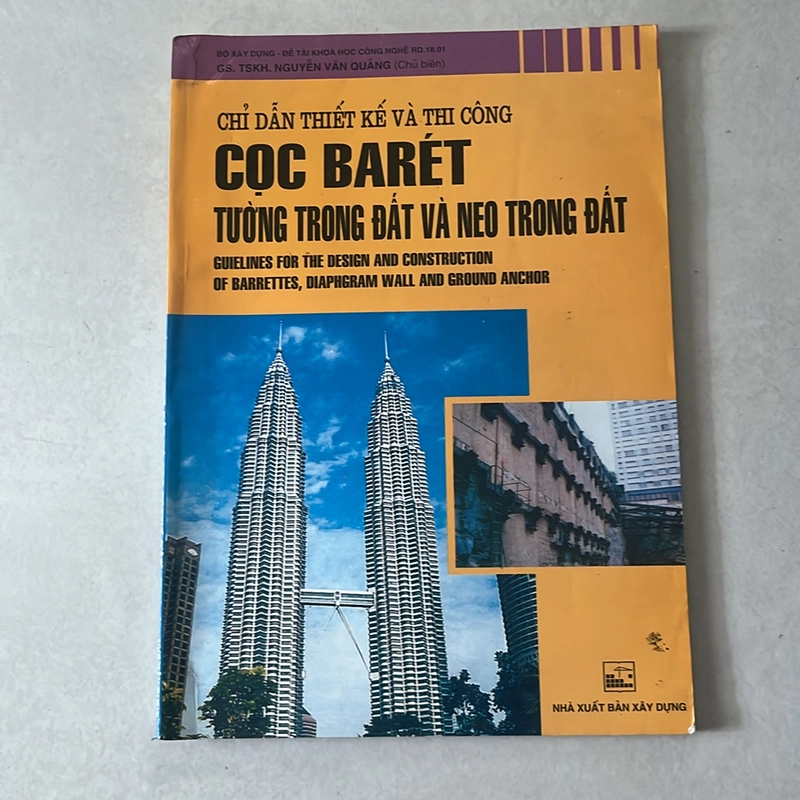 BỘ XÂY DỰNG - ĐỀ TÀI KHOA HỌC CÔNG NGHỆ RD.18.01
GS. TSKH. NGUYỄN VĂN QUẢNG (Chủ biên)
CHỈ DẪN THIẾT KẾ VÀ THI CÔNG
CỌC BARÉT
TƯỜNG TRONG ĐẤT VÀ NEO TRONG ĐẤT
GUIELINES FOR THE DESIGN AND CONSTRUCTION
OF BARRETTES, DIAPHGRAM WALL AND GROUND ANCHOR
NHÀ XUẤT BẢN XÂY DỰNG